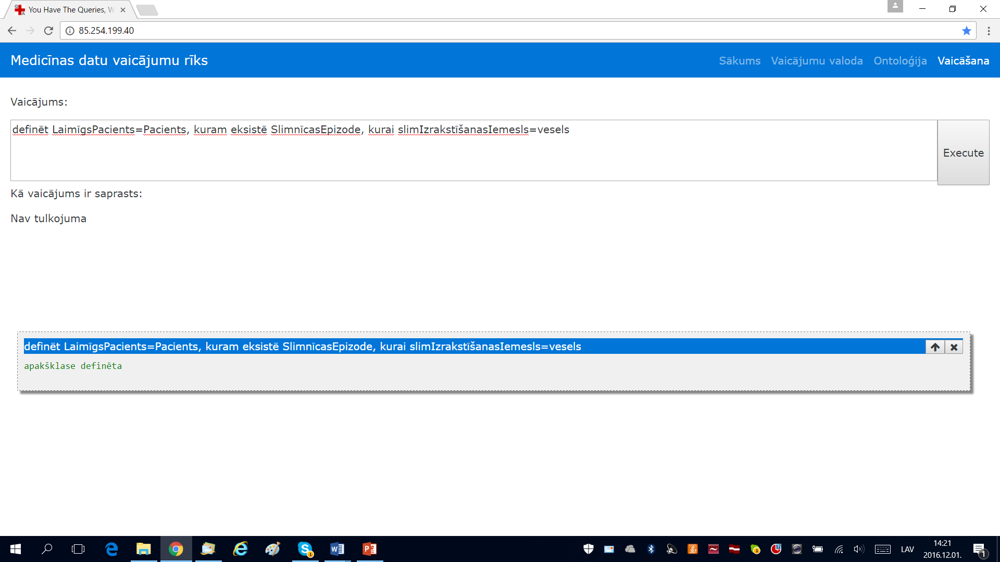 You Have The Queries, W
85.254.199.40
Medicīnas datu vaicājumu rīks
Sākums Vaicājumu valoda Ontoloģija Vaicāšana
Vaicājums:
definēt LaimīgsPacients=Pacients, kuram eksistē SlimnīcasEpizode, kurai slimIzrakstīšanasIemesls=vesels
Execute
Kā vaicājums ir saprasts:
Nav tulkojuma
definēt LaimīgsPacients=Pacients, kuram eksistē SlimnīcasEpizode, kurai slimIzrakstīšanasIemesls=vesels
apakšklase definēta
LAV
14:21
2016.12.01.
1